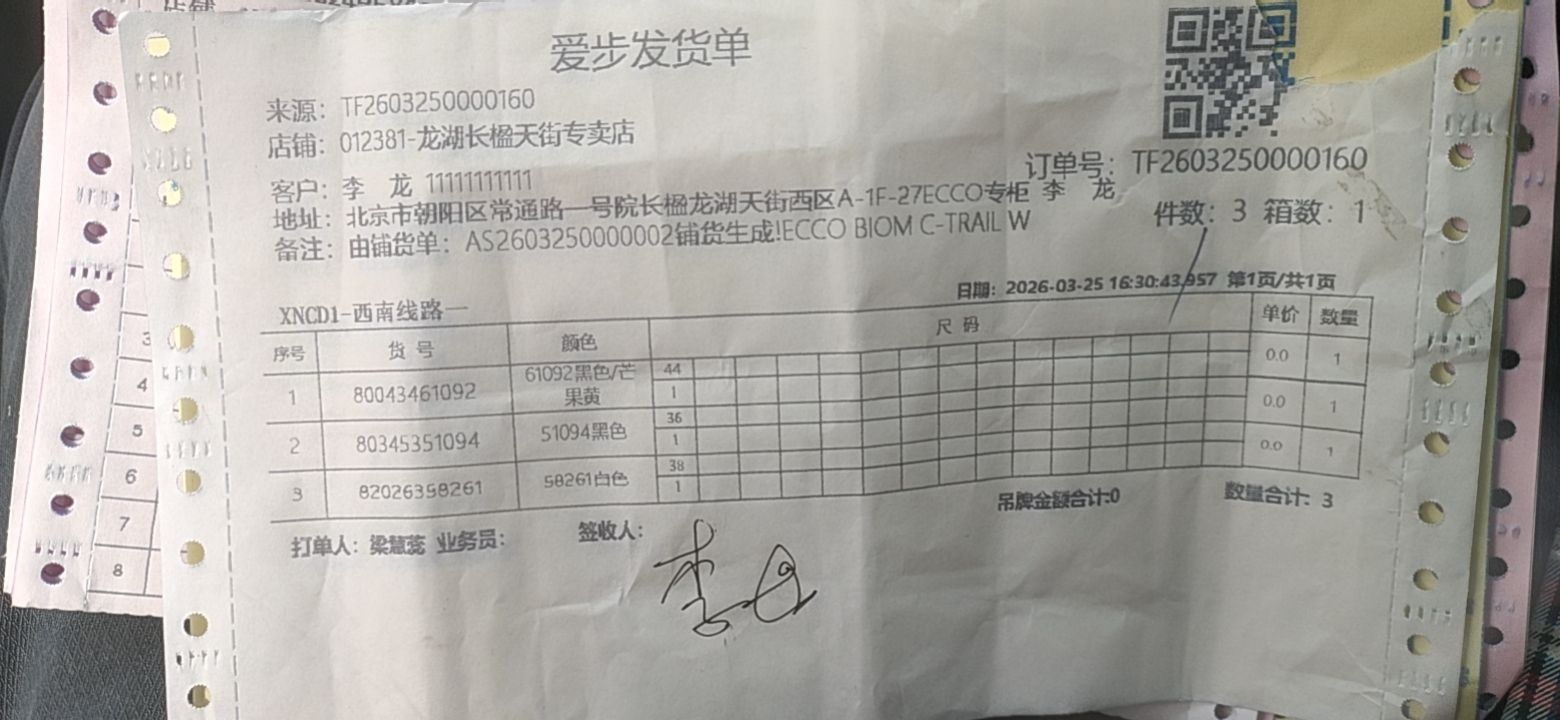 店铺
爱步发货单
来源：TF2603250000160
店铺：012381-龙湖长楹天街专卖店
订单号：TF2603250000160
客户：李 龙 11111111111
地址：北京市朝阳区常通路一号院长楹龙湖天街西区A-1F-27ECCO专柜 李 龙
件数：3 箱数：1
备注：由铺货单：AS2603250000002铺货生成!ECCO BIOM C-TRAIL W
日期：2026-03-25 16:30:43.957 第1页/共1页
XNCD1-西南线路一
序号 货 号 颜色 尺 码 单价 数量
1 80043461092 61092黑色/芒果黄 44 1 0.0 1
2 80345351094 51094黑色 36 1 0.0 1
3 82026358261 58261白色 38 1 0.0 1
吊牌金额合计:0 数量合计：3
打单人：梁慧蕊 业务员： 签收人：
3
4
5
6
7
8